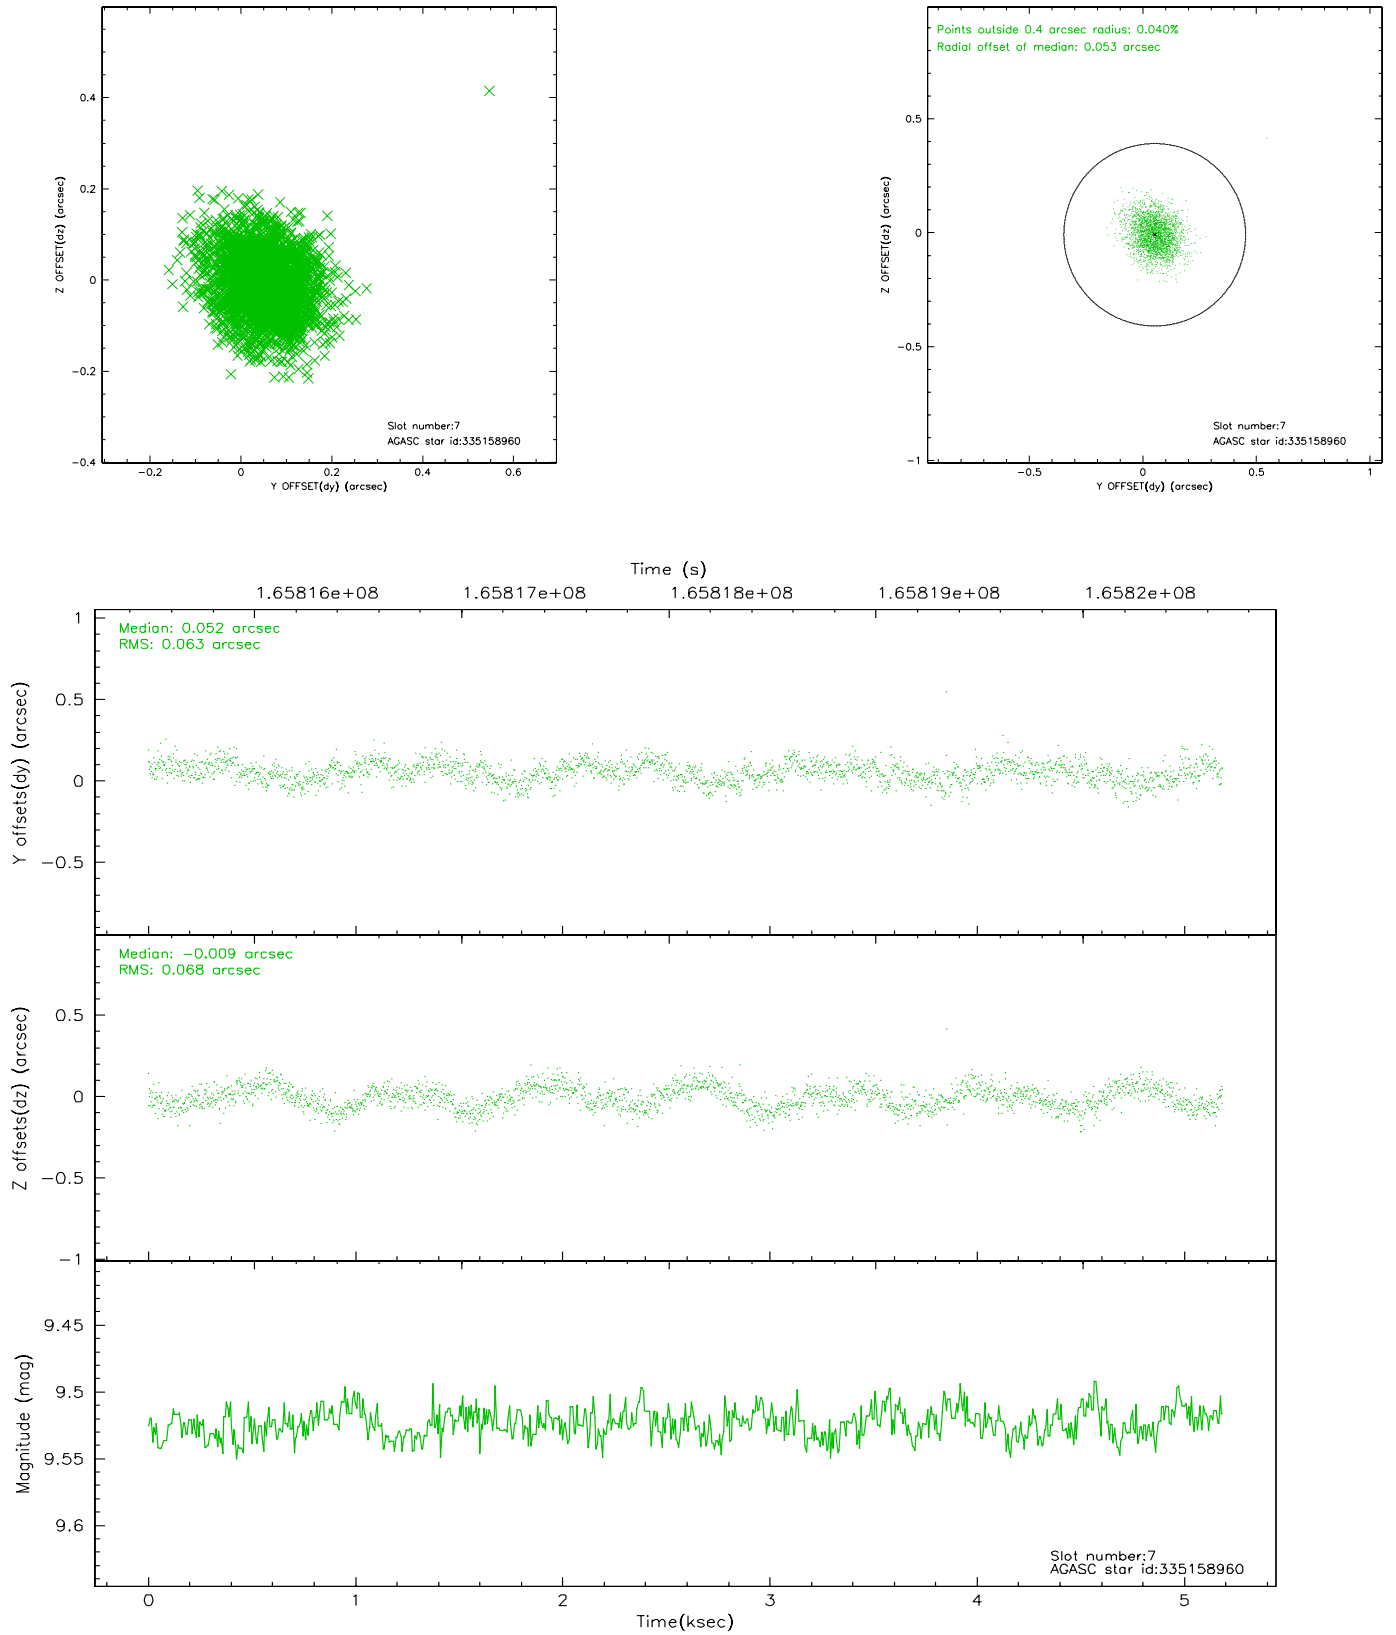 0.4
0.2
0
−0.2
−0.4
Z OFFSET(dz) (arcsec)
Slot number:7
AGASC star id:335158960
−0.2 0 0.2 0.4 0.6
Y OFFSET(dy) (arcsec)
Points outside 0.4 arcsec radius: 0.040%
Radial offset of median: 0.053 arcsec
0.5
0
−0.5
−1
Z OFFSET(dz) (arcsec)
Slot number:7
AGASC star id:335158960
−0.5 0 0.5 1
Y OFFSET(dy) (arcsec)
Time (s)
1.65816e+08 1.65817e+08 1.65818e+08 1.65819e+08 1.6582e+08
Median: 0.052 arcsec
RMS: 0.063 arcsec
1
0.5
0
−0.5
Y offsets(dy) (arcsec)
Median: −0.009 arcsec
RMS: 0.068 arcsec
0.5
0
−0.5
−1
Z offsets(dz) (arcsec)
9.45
9.5
9.55
9.6
Magnitude (mag)
Slot number:7
AGASC star id:335158960
0 1 2 3 4 5
Time(ksec)